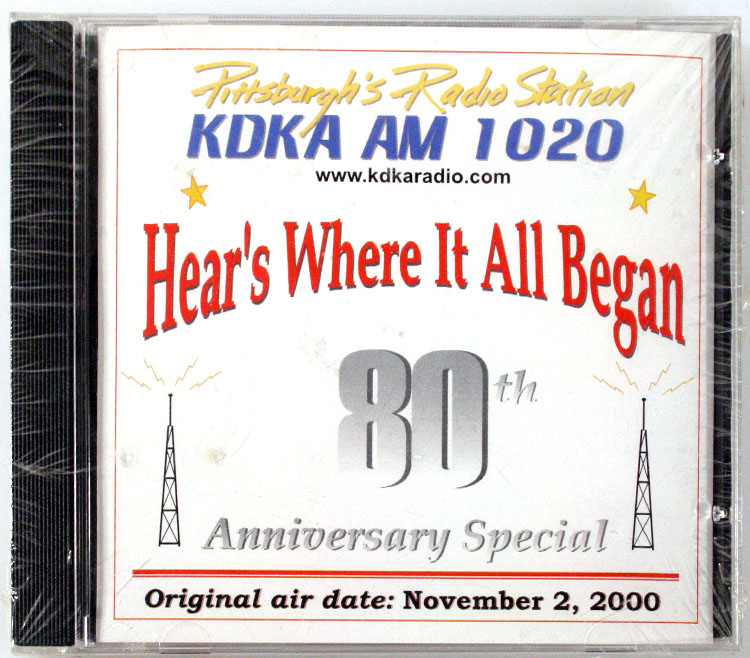 Pittsburgh's Radio Station
KDKA AM 1020
www.kdkaradio.com
Hear's Where It All Began
80th
Anniversary Special
Original air date: November 2, 2000